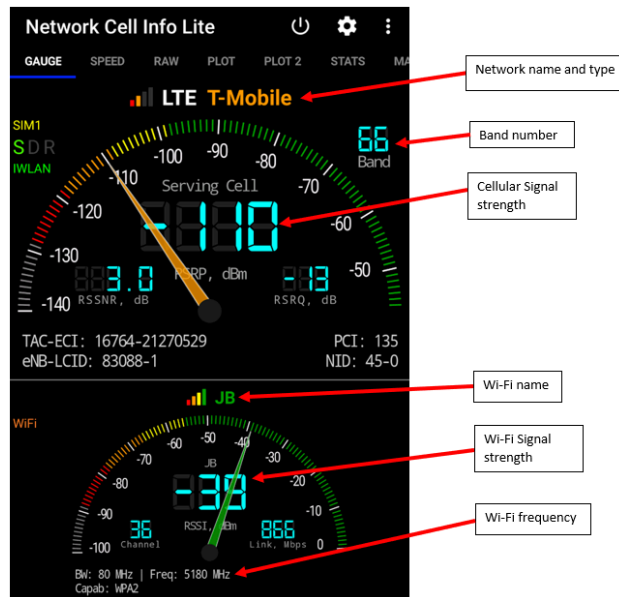 Network Cell Info Lite
GAUGE SPEED RAW PLOT PLOT 2 STATS MA
LTE T-Mobile
Network name and type
SIM1
S D R
IWLAN
66
Band
Band number
-140 -130 -120 -110 -100 -90 -80 -70 -60 -50
Serving Cell
-110
RSRP, dBm
Cellular Signal
strength
3.0
RSSNR, dB
-13
RSRQ, dB
TAC-ECI: 16764-21270529
PCI: 135
eNB-LCID: 83088-1
NID: 45-0
JB
Wi-Fi name
WiFi
-100 -90 -80 -70 -60 -50 -40 -30 -20 -10 0
JB
-39
RSSI, dBm
Wi-Fi Signal
strength
36
Channel
866
Link, Mbps
Wi-Fi frequency
BW: 80 MHz | Freq: 5180 MHz
Capab: WPA2